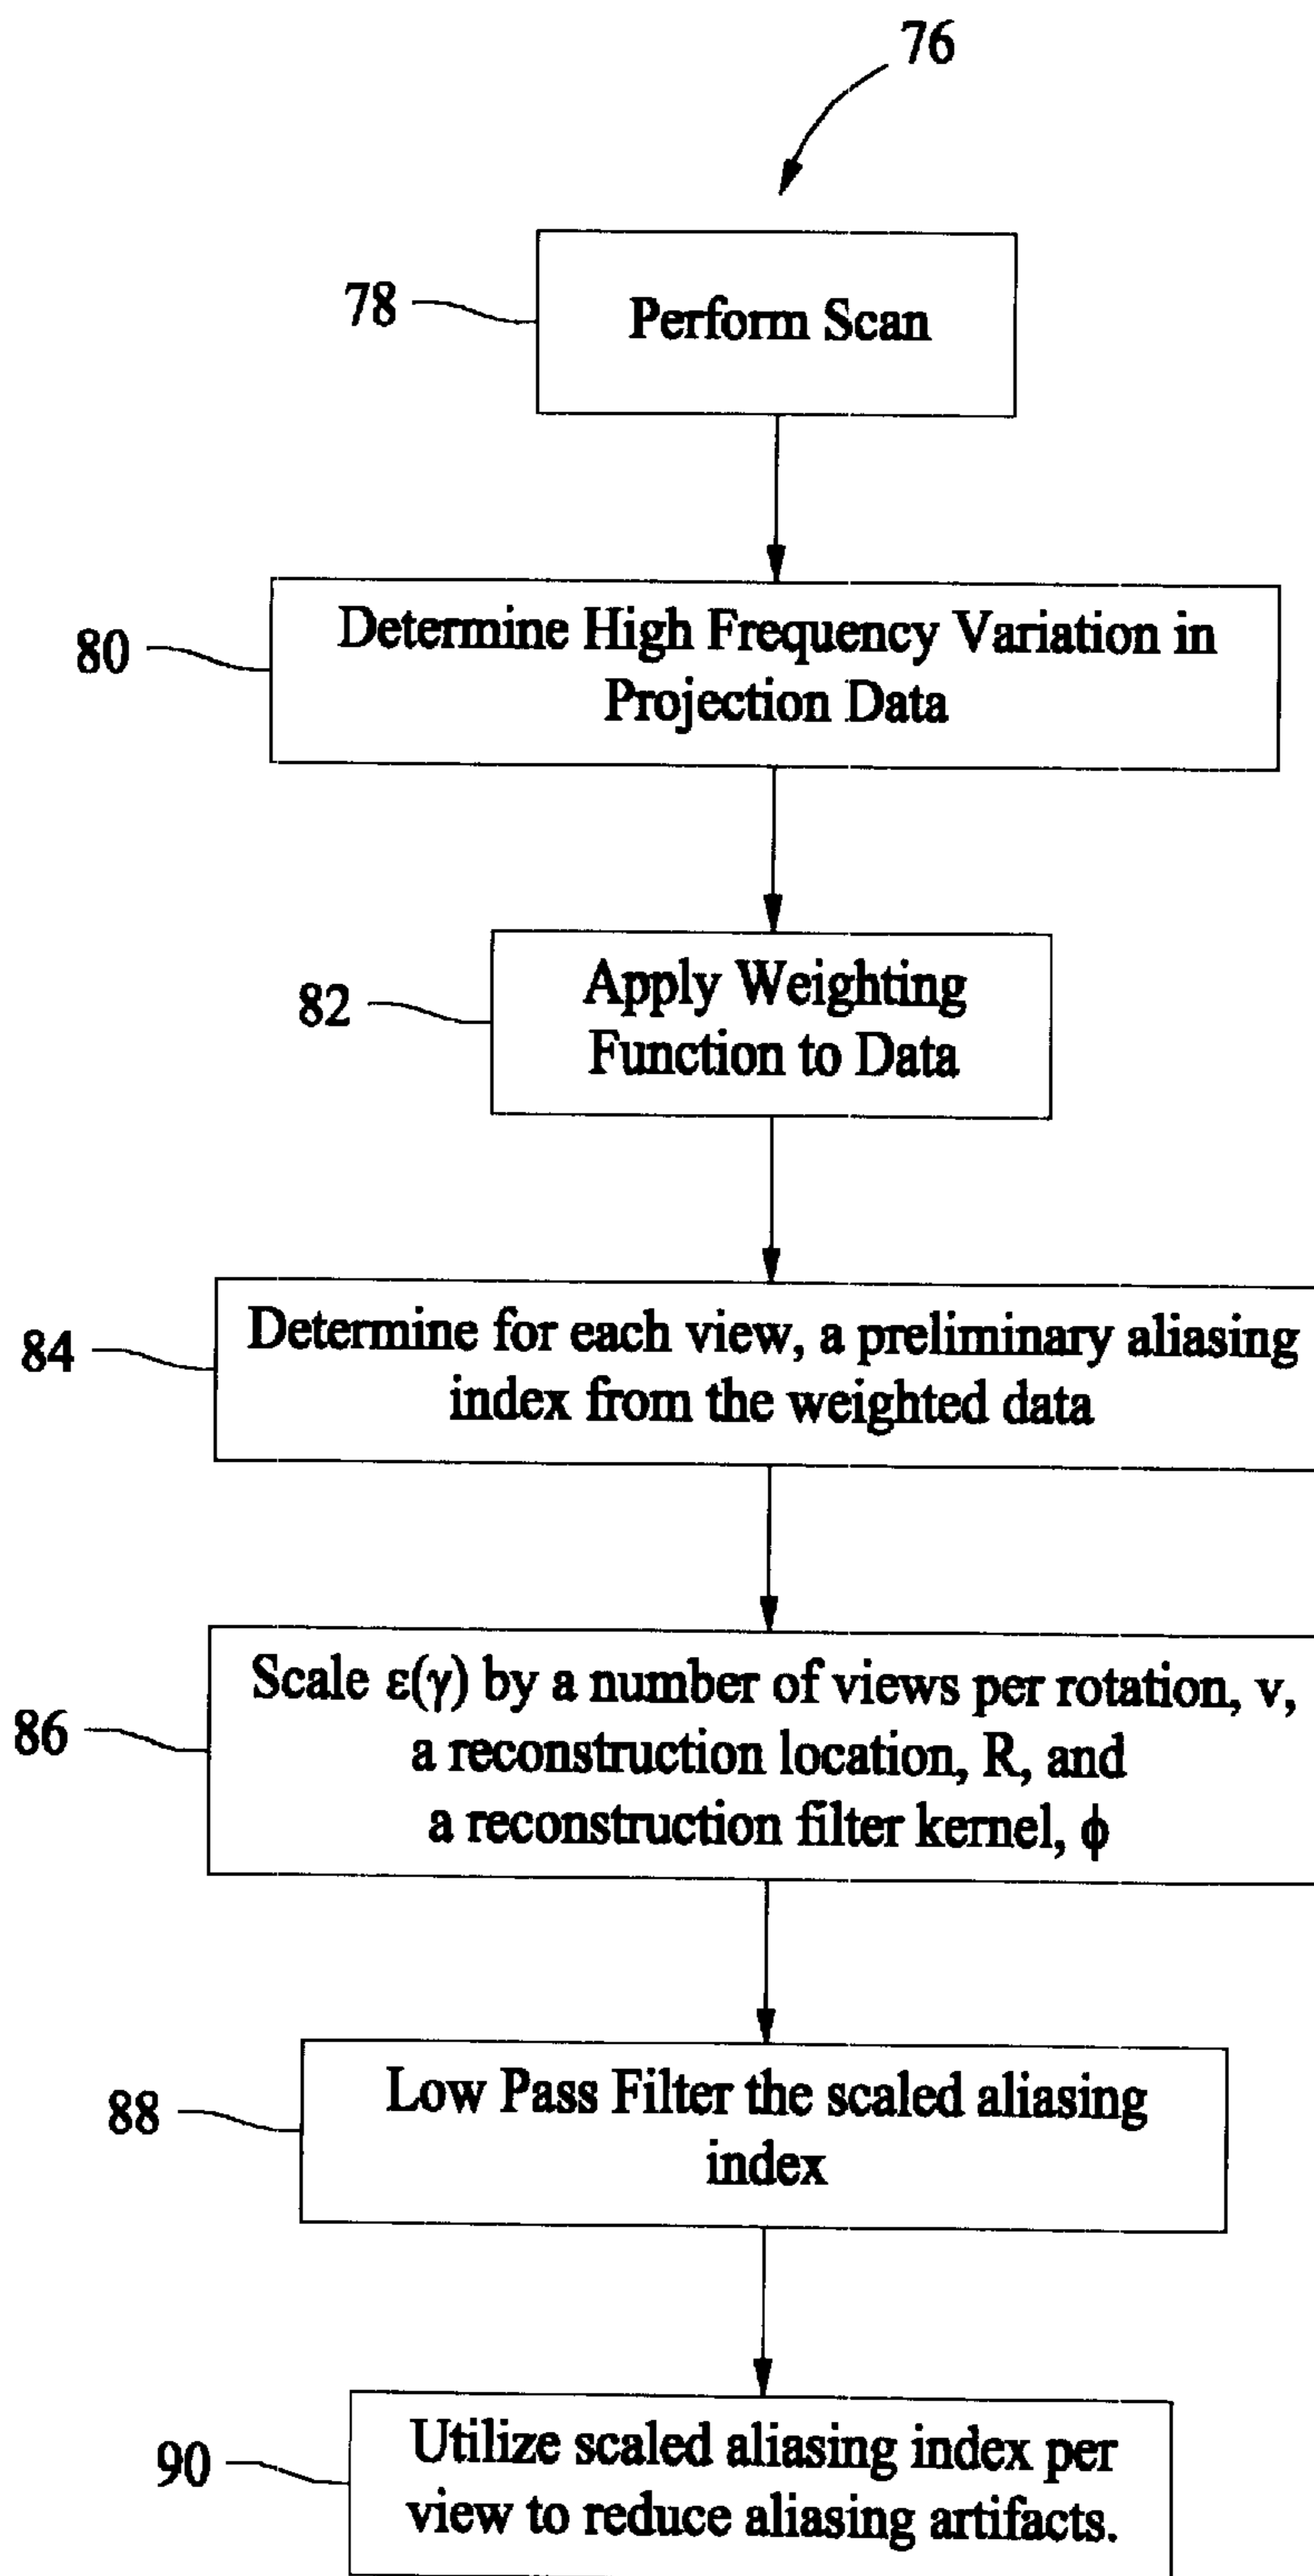 76
78
Perform Scan
80
Determine High Frequency Variation in
Projection Data
82
Apply Weighting
Function to Data
84
Determine for each view, a preliminary aliasing
index from the weighted data
86
Scale ε(γ) by a number of views per rotation, v,
a reconstruction location, R, and
a reconstruction filter kernel, ϕ
88
Low Pass Filter the scaled aliasing
index
90
Utilize scaled aliasing index per
view to reduce aliasing artifacts.